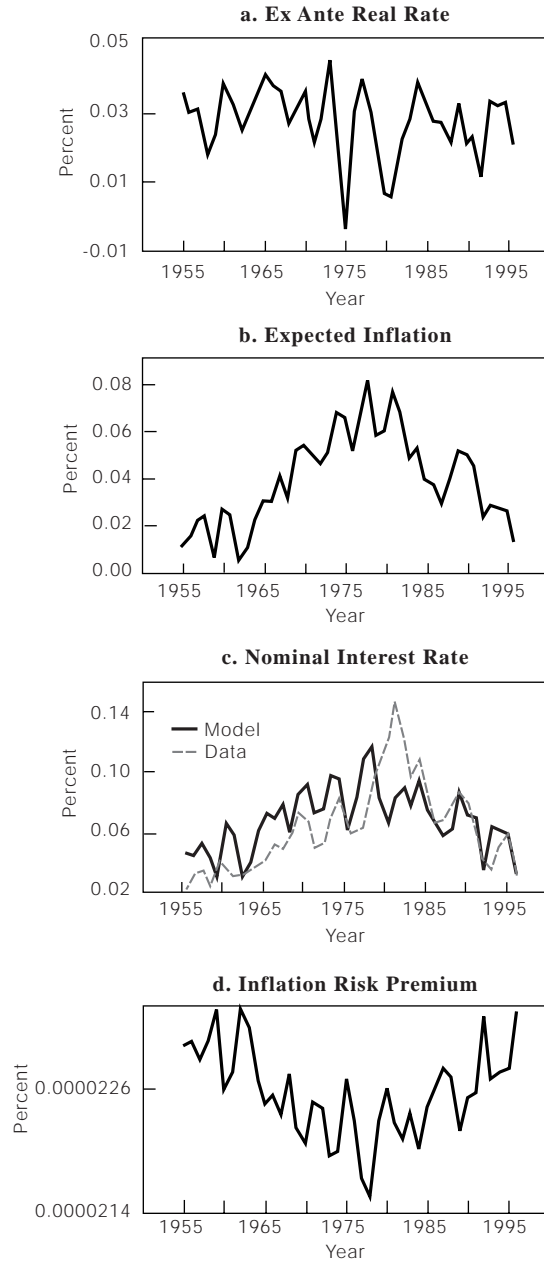 a. Ex Ante Real Rate
0.05
0.03
0.01
-0.01
Percent
1955 1965 1975 1985 1995
Year
b. Expected Inflation
0.08
0.06
0.04
0.02
0.00
Percent
1955 1965 1975 1985 1995
Year
c. Nominal Interest Rate
0.14
0.10
0.06
0.02
Percent
Model
Data
1955 1965 1975 1985 1995
Year
d. Inflation Risk Premium
0.0000226
0.0000214
Percent
1955 1965 1975 1985 1995
Year